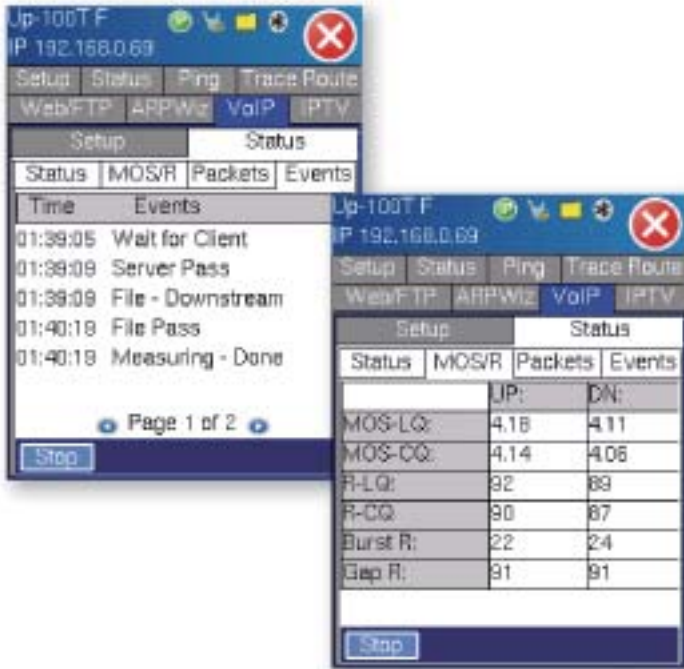 Up-100T F
IP 192.168.0.69
Setup Status Ping Trace Route
Web/FTP ARPWiz VoIP IPTV
Setup Status
Status MOS/R Packets Events
Time Events
01:39:05 Wait for Client
01:39:09 Server Pass
01:39:09 File - Downstream
01:40:19 File Pass
01:40:19 Measuring - Done
Page 1 of 2
Stop
Up-100T F
IP 192.168.0.69
Setup Status Ping Trace Route
Web/FTP ARPWiz VoIP IPTV
Setup Status
Status MOS/R Packets Events
UP: DN:
MOS-LQ: 4.18 4.11
MOS-CQ: 4.14 4.06
R-LQ: 92 89
R-CQ 90 87
Burst R: 22 24
Gap R: 91 91
Stop